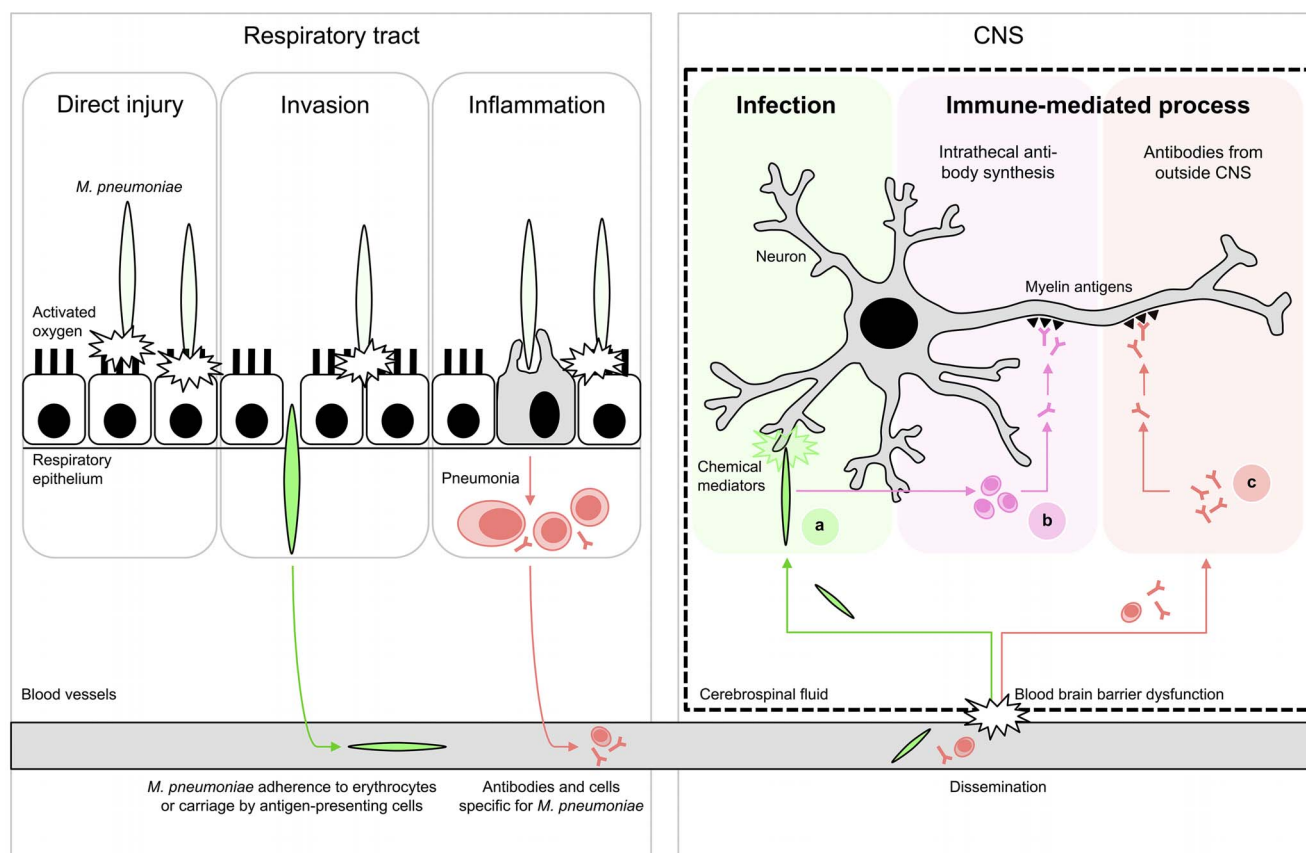 Respiratory tract
Direct injury
Invasion
Inflammation
M. pneumoniae
Activated
oxygen
Respiratory
epithelium
Pneumonia
Blood vessels
M. pneumoniae adherence to erythrocytes
or carriage by antigen-presenting cells
Antibodies and cells
specific for M. pneumoniae
CNS
Infection
Immune-mediated process
Intrathecal anti-
body synthesis
Antibodies from
outside CNS
Neuron
Myelin antigens
Chemical
mediators
a
b
c
Cerebrospinal fluid
Blood brain barrier dysfunction
Dissemination